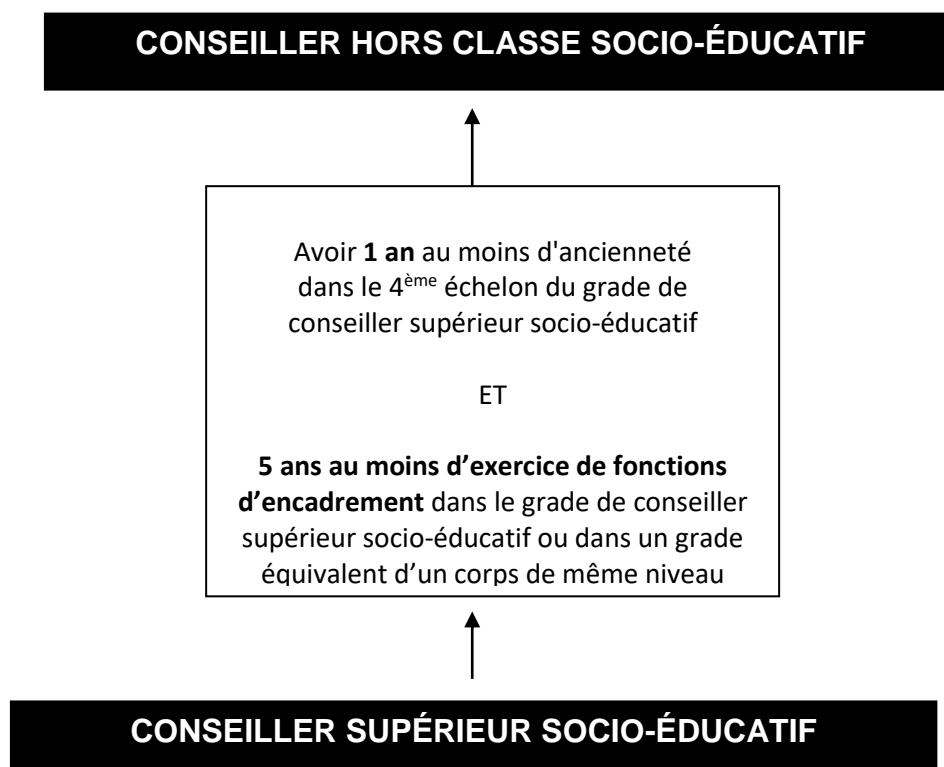 CONSEILLER HORS CLASSE SOCIO-ÉDUCATIF
Avoir 1 an au moins d'ancienneté
dans le 4ème échelon du grade de
conseiller supérieur socio-éducatif
ET
5 ans au moins d’exercice de fonctions
d’encadrement dans le grade de conseiller
supérieur socio-éducatif ou dans un grade
équivalent d’un corps de même niveau
CONSEILLER SUPÉRIEUR SOCIO-ÉDUCATIF